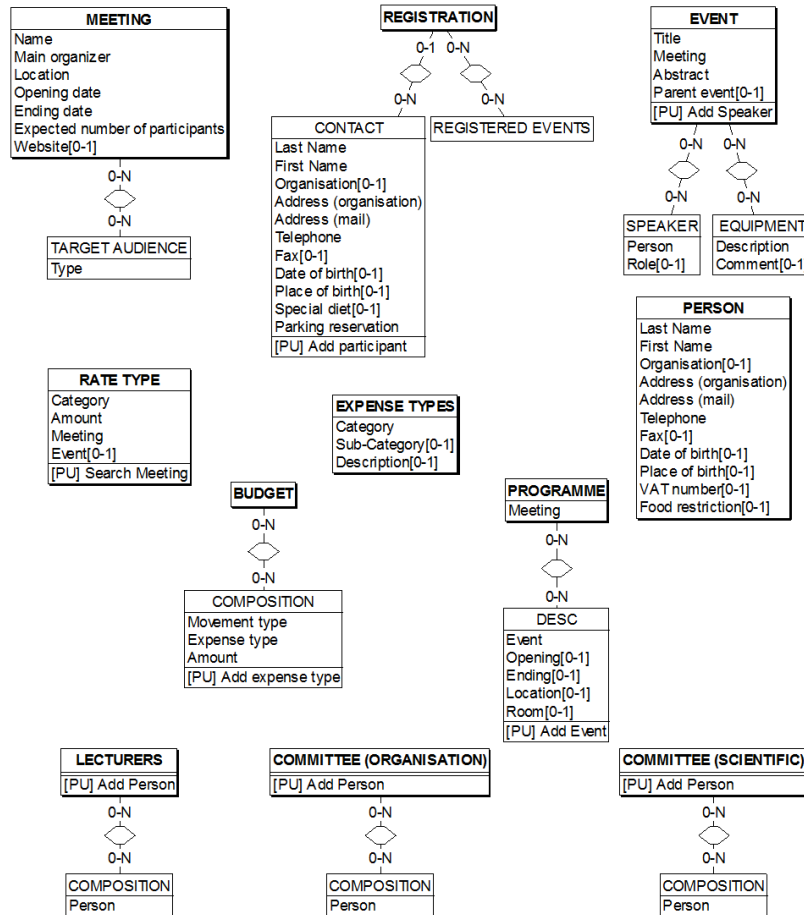 MEETING
Name
Main organizer
Location
Opening date
Ending date
Expected number of participants
Website[0-1]
0-N
0-N
TARGET AUDIENCE
Type
REGISTRATION
0-1
0-N
0-N
0-N
CONTACT
Last Name
First Name
Organisation[0-1]
Address (organisation)
Address (mail)
Telephone
Fax[0-1]
Date of birth[0-1]
Place of birth[0-1]
Special diet[0-1]
Parking reservation
[PU] Add participant
REGISTERED EVENTS
EVENT
Title
Meeting
Abstract
Parent event[0-1]
[PU] Add Speaker
0-N
0-N
0-N
0-N
SPEAKER
Person
Role[0-1]
EQUIPMENT
Description
Comment[0-1
PERSON
Last Name
First Name
Organisation[0-1]
Address (organisation)
Address (mail)
Telephone
Fax[0-1]
Date of birth[0-1]
Place of birth[0-1]
VAT number[0-1]
Food restriction[0-1]
RATE TYPE
Category
Amount
Meeting
Event[0-1]
[PU] Search Meeting
EXPENSE TYPES
Category
Sub-Category[0-1]
Description[0-1]
BUDGET
0-N
0-N
COMPOSITION
Movement type
Expense type
Amount
[PU] Add expense type
PROGRAMME
Meeting
0-N
0-N
DESC
Event
Opening[0-1]
Ending[0-1]
Location[0-1]
Room[0-1]
[PU] Add Event
LECTURERS
[PU] Add Person
0-N
0-N
COMPOSITION
Person
COMMITTEE (ORGANISATION)
[PU] Add Person
0-N
0-N
COMPOSITION
Person
COMMITTEE (SCIENTIFIC)
[PU] Add Person
0-N
0-N
COMPOSITION
Person